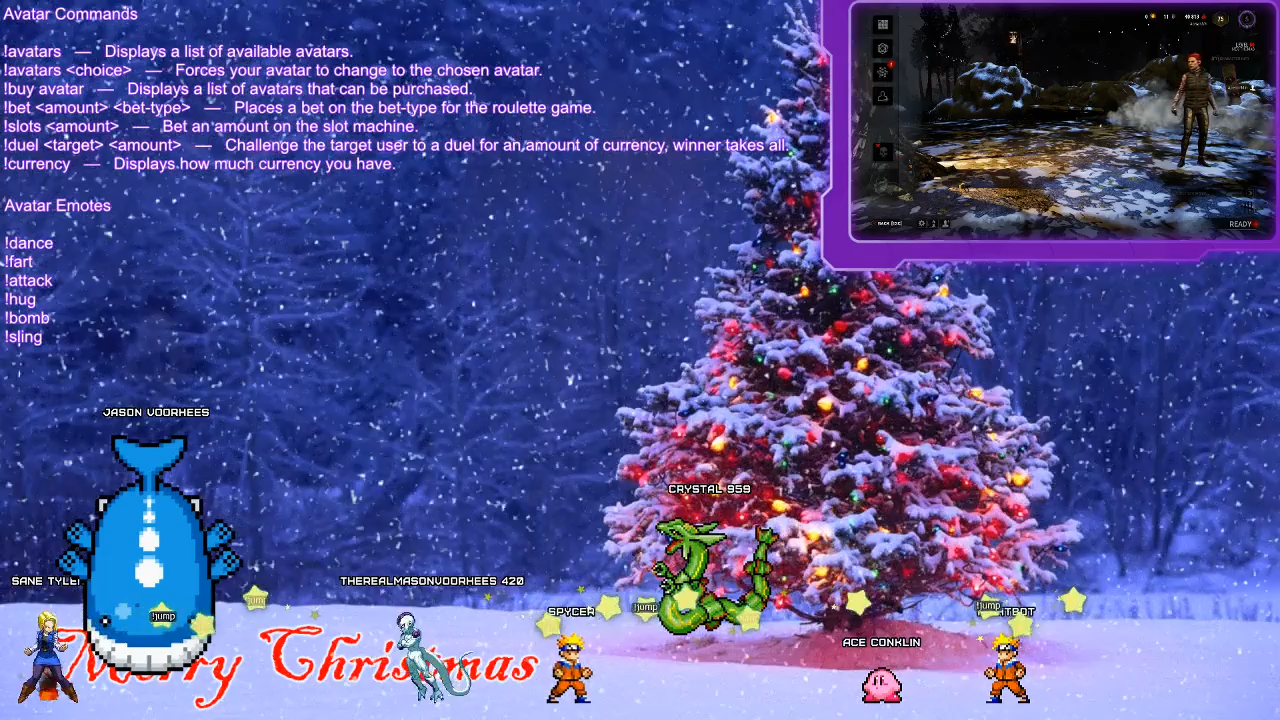 Avatar Commands
!avatars — Displays a list of available avatars.
!avatars <choice> — Forces your avatar to change to the chosen avatar.
!buy avatar — Displays a list of avatars that can be purchased.
!bet <amount> <bet-type> — Places a bet on the bet-type for the roulette game.
!slots <amount> — Bet an amount on the slot machine.
!duel <target> <amount> — Challenge the target user to a duel for an amount of currency, winner takes all.
!currency — Displays how much currency you have.
Avatar Emotes
!dance
!fart
!attack
!hug
!bomb
!sling
75
READY
JASON VOORHEES
CRYSTAL 959
SANE
THEREALMASONVOORHEES 420
SPYCER
!jump
!jump
!jump
!jump
ACE CONKLIN
Merry Christmas